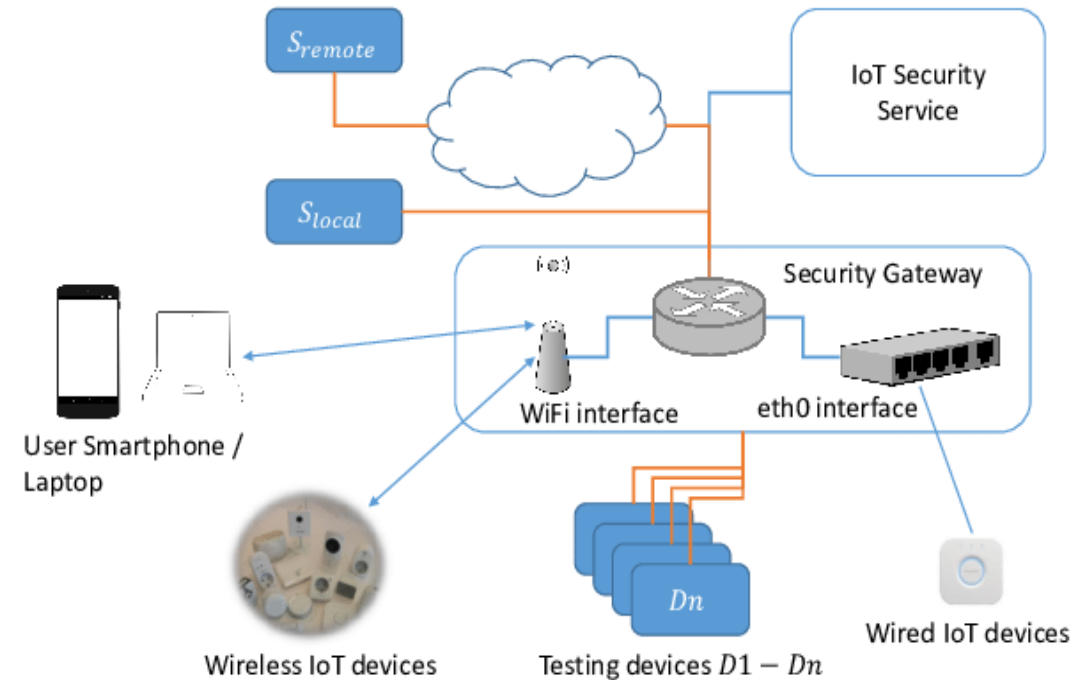 S_remote
IoT Security
Service
S_local
Security Gateway
WiFi interface
eth0 interface
User Smartphone /
Laptop
Dn
Wired IoT devices
Wireless IoT devices
Testing devices D1 − Dn